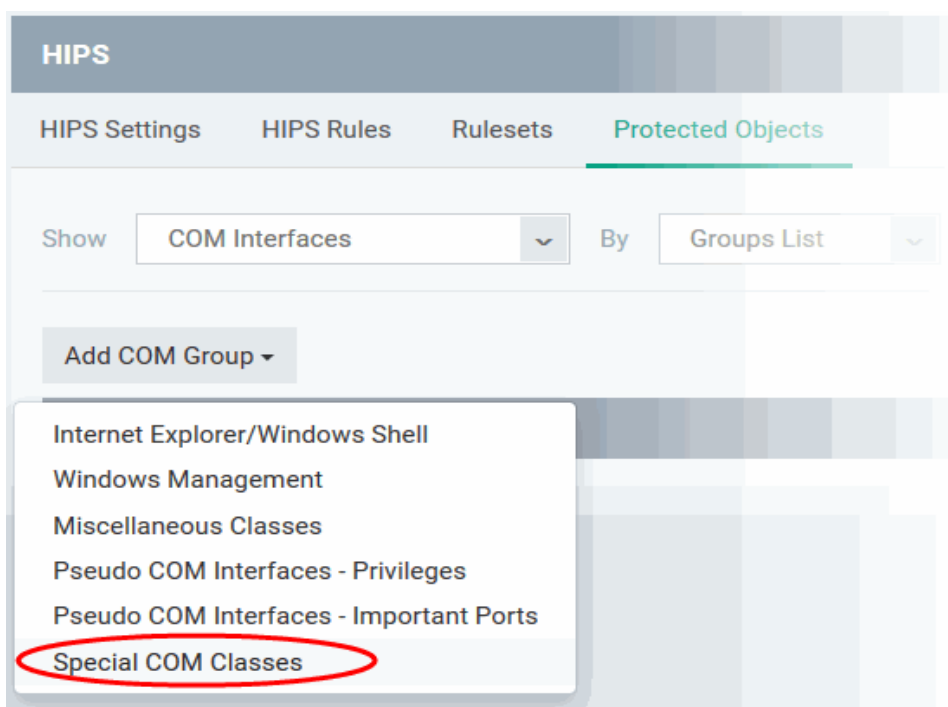 HIPS
HIPS Settings HIPS Rules Rulesets Protected Objects
Show COM Interfaces By Groups List
Add COM Group
Internet Explorer/Windows Shell
Windows Management
Miscellaneous Classes
Pseudo COM Interfaces - Privileges
Pseudo COM Interfaces - Important Ports
Special COM Classes